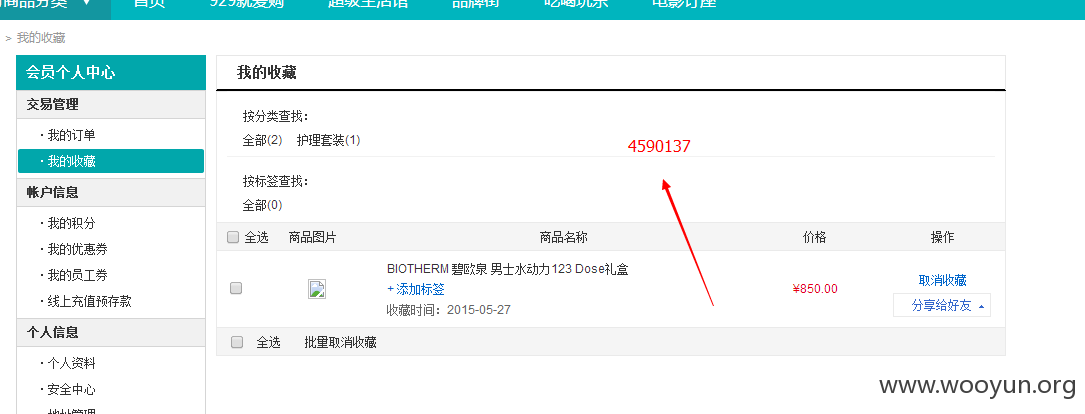 商品分类 首页 929就爱购 超级生活馆 品牌街 吃喝玩乐 电影订座
> 我的收藏
会员个人中心
交易管理
· 我的订单
· 我的收藏
帐户信息
· 我的积分
· 我的优惠券
· 我的员工券
· 线上充值预存款
个人信息
· 个人资料
· 安全中心
· 地址管理
我的收藏
按分类查找:
全部(2) 护理套装(1)
4590137
按标签查找:
全部(0)
全选 商品图片 商品名称 价格 操作
BIOTHERM 碧欧泉 男士水动力123 Dose礼盒
+ 添加标签
收藏时间: 2015-05-27
¥850.00
取消收藏
分享给好友
全选 批量取消收藏
www.wooyun.org